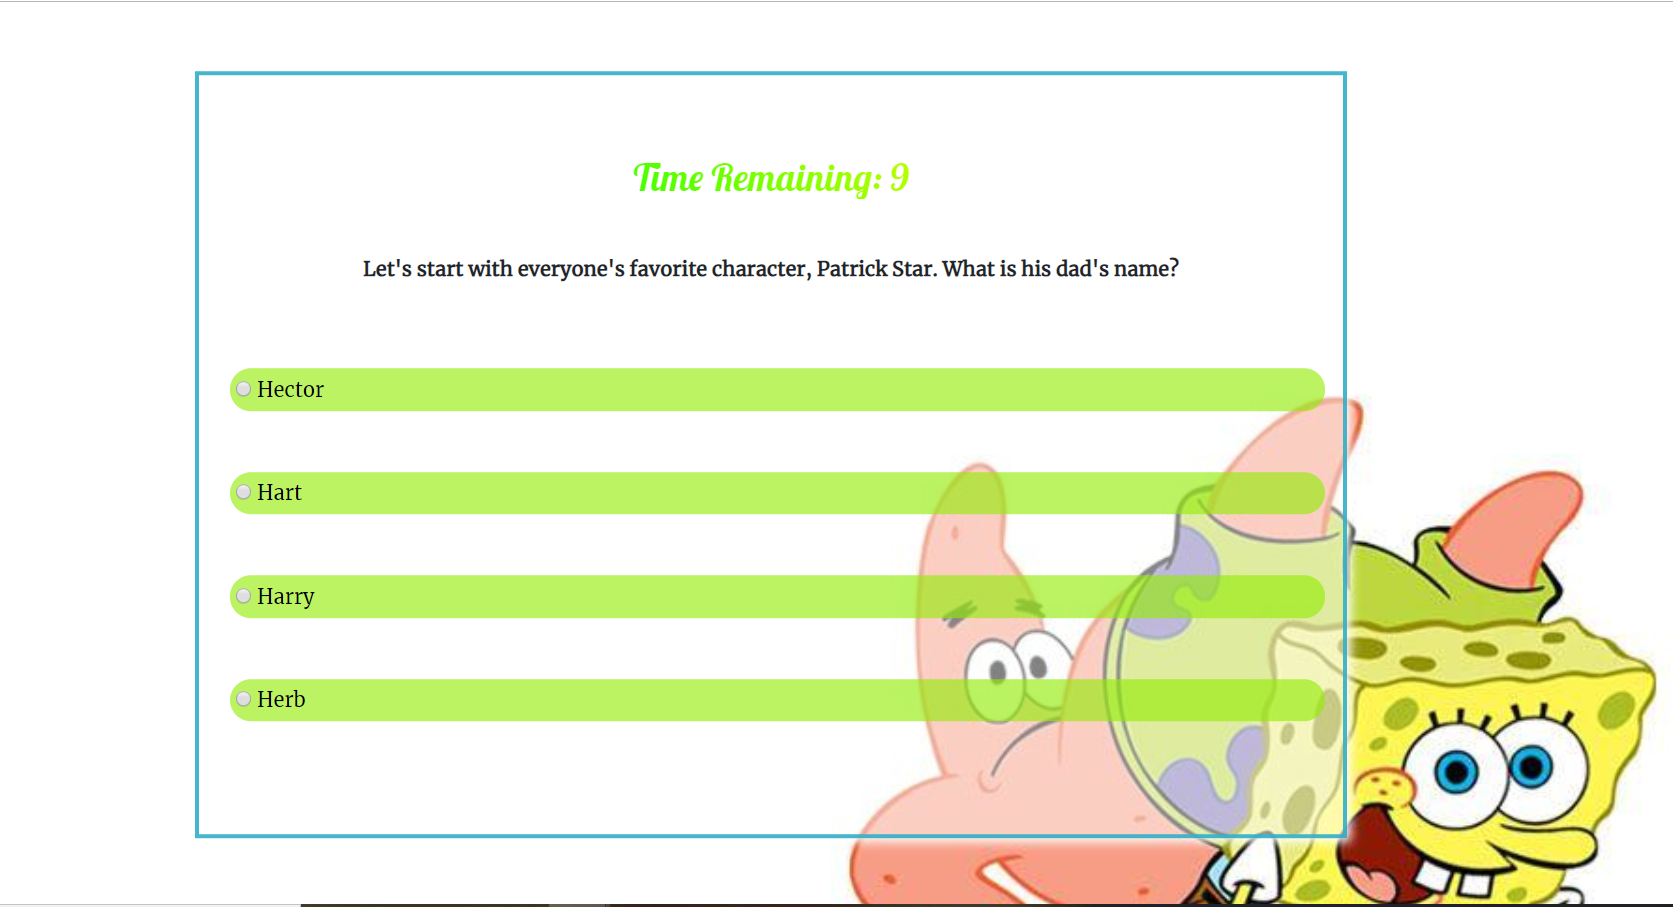 Time Remaining: 9
Let's start with everyone's favorite character, Patrick Star. What is his dad's name?
Hector
Hart
Harry
Herb